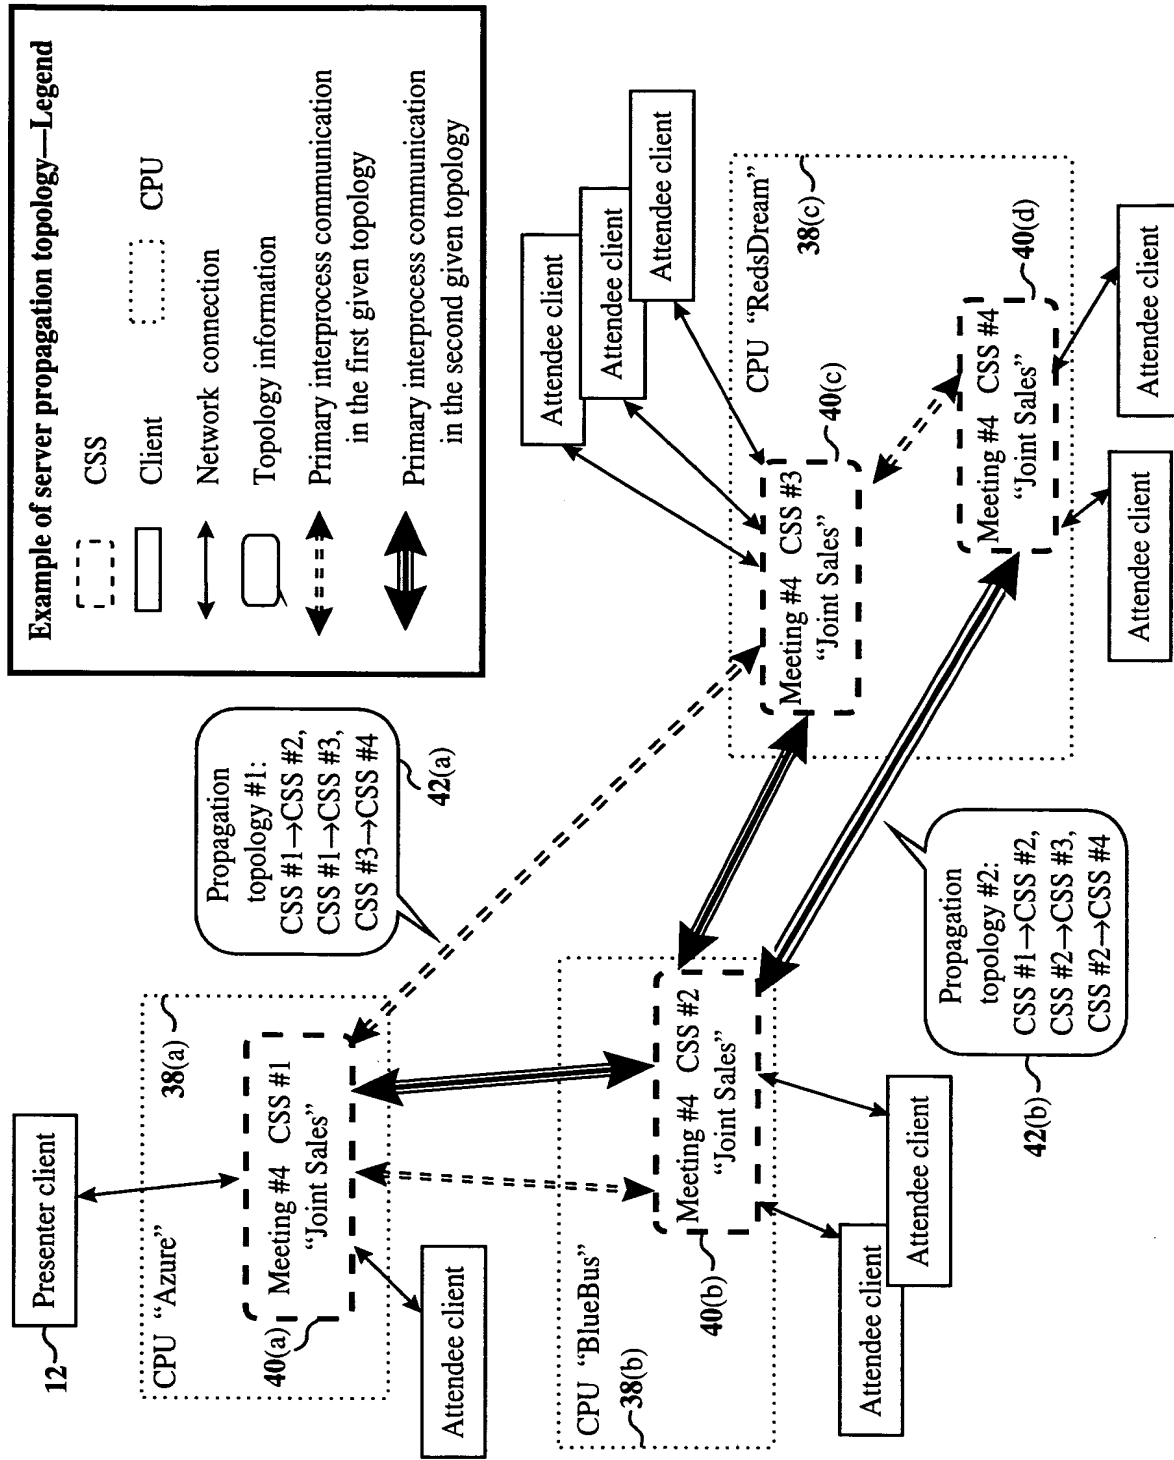 Example of server propagation topology—Legend
CSS
Client
CPU
Network connection
Topology information
Primary interprocess communication
in the first given topology
Primary interprocess communication
in the second given topology
12
Presenter client
CPU “Azure”
38(a)
40(a)
Meeting #4 CSS #1
“Joint Sales”
Attendee client
Propagation
topology #1:
CSS #1→CSS #2,
CSS #1→CSS #3,
CSS #3→CSS #4
42(a)
CPU “BlueBus”
38(b)
40(b)
Meeting #4 CSS #2
“Joint Sales”
Attendee client
Attendee client
Propagation
topology #2:
CSS #1→CSS #2,
CSS #2→CSS #3,
CSS #2→CSS #4
42(b)
Attendee client
Attendee client
Attendee client
CPU “RedsDream”
38(c)
40(c)
Meeting #4 CSS #3
“Joint Sales”
40(d)
Meeting #4 CSS #4
“Joint Sales”
Attendee client
Attendee client